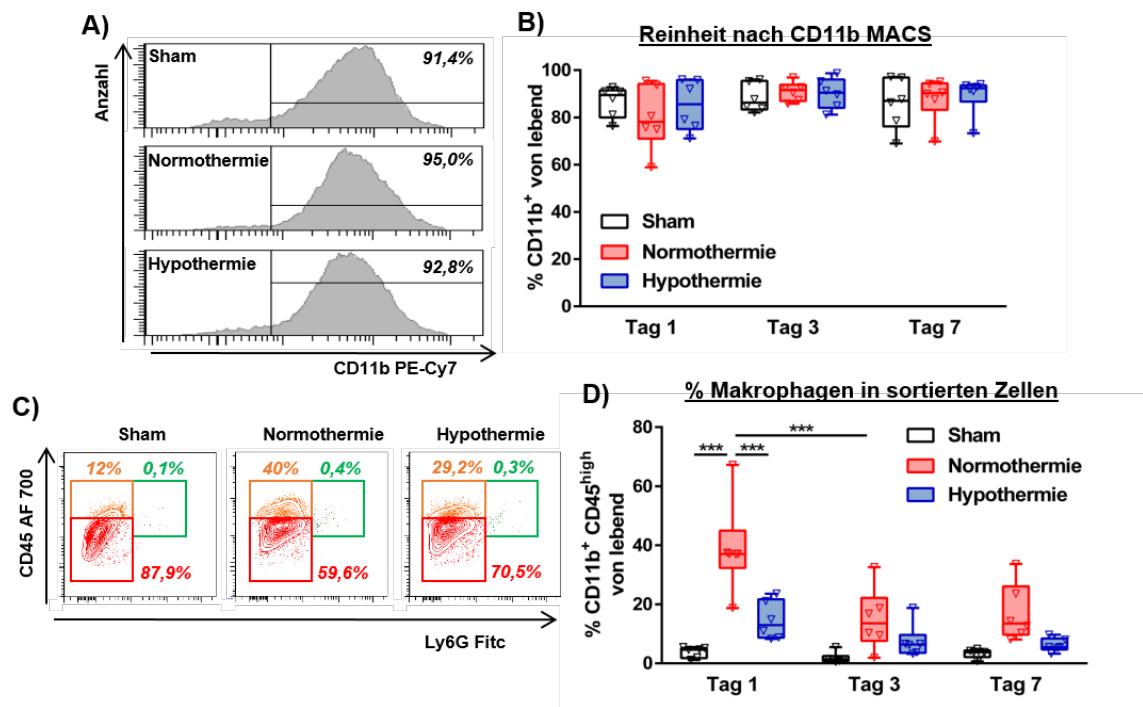 A)
Anzahl
Sham
91,4%
Normothermie
95,0%
Hypothermie
92,8%
CD11b PE-Cy7
B)
Reinheit nach CD11b MACS
% CD11b+ von lebend
100
80
60
40
20
0
Sham
Normothermie
Hypothermie
Tag 1
Tag 3
Tag 7
C)
CD45 AF 700
Sham
Normothermie
Hypothermie
12%
0,1%
40%
0,4%
29,2%
0,3%
87,9%
59,6%
70,5%
Ly6G Fitc
D)
% Makrophagen in sortierten Zellen
% CD11b+ CD45high
von lebend
80
60
40
20
0
***
***
***
Sham
Normothermie
Hypothermie
Tag 1
Tag 3
Tag 7